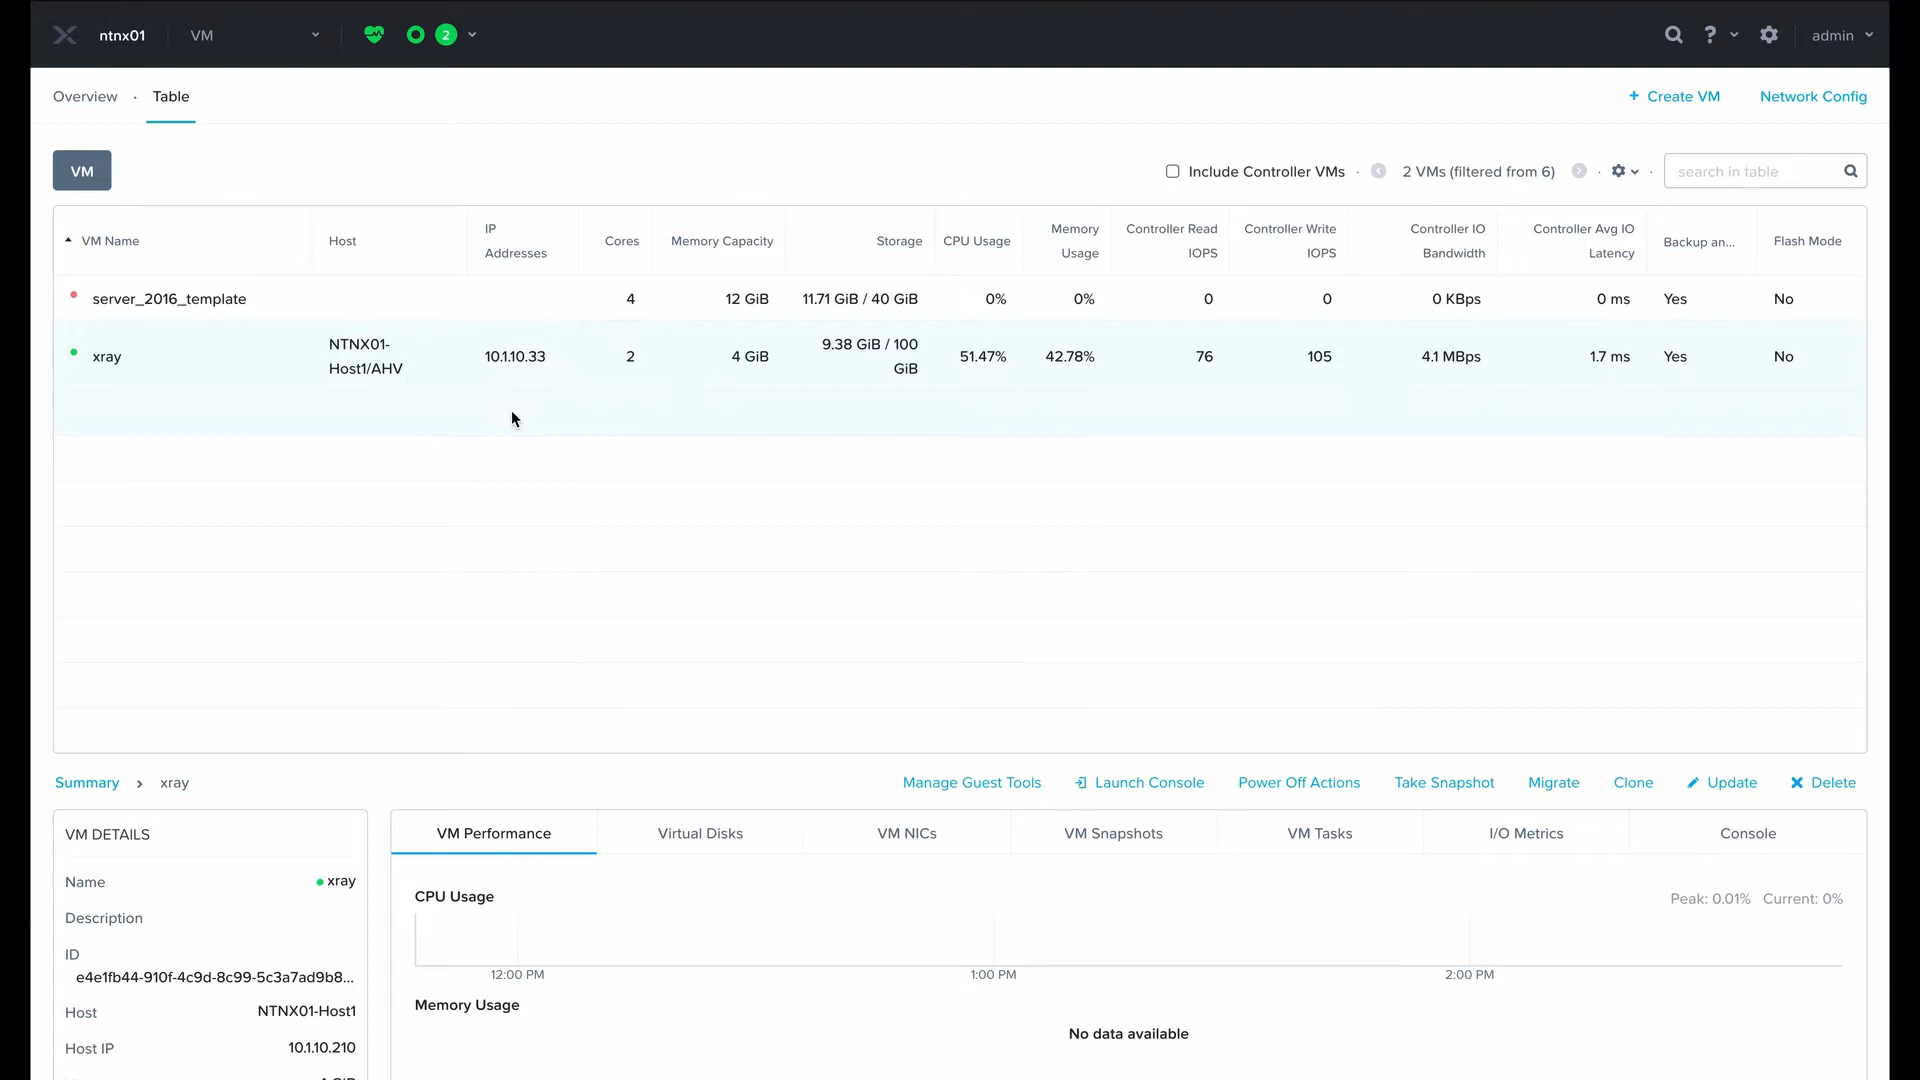 ntnx01
VM
2
?
admin
Overview · Table
+ Create VM
Network Config
VM
Include Controller VMs · 2 VMs (filtered from 6) · ·
search in table
VM Name
Host
IP
Addresses
Cores
Memory Capacity
Storage
CPU Usage
Memory
Usage
Controller Read
IOPS
Controller Write
IOPS
Controller IO
Bandwidth
Controller Avg IO
Latency
Backup an...
Flash Mode
server_2016_template 4 12 GiB 11.71 GiB / 40 GiB 0% 0% 0 0 0 KBps 0 ms Yes No
xray
NTNX01-
Host1/AHV
10.1.10.33
2
4 GiB
9.38 GiB / 100
GiB
51.47%
42.78%
76
105
4.1 MBps
1.7 ms
Yes
No
Summary > xray
Manage Guest Tools
Launch Console
Power Off Actions
Take Snapshot
Migrate
Clone
Update
Delete
VM DETAILS
Name xray
Description
ID
e4e1fb44-910f-4c9d-8c99-5c3a7ad9b8...
Host NTNX01-Host1
Host IP 10.1.10.210
VM Performance
Virtual Disks
VM NICs
VM Snapshots
VM Tasks
I/O Metrics
Console
CPU Usage
Peak: 0.01% Current: 0%
12:00 PM
1:00 PM
2:00 PM
Memory Usage
No data available